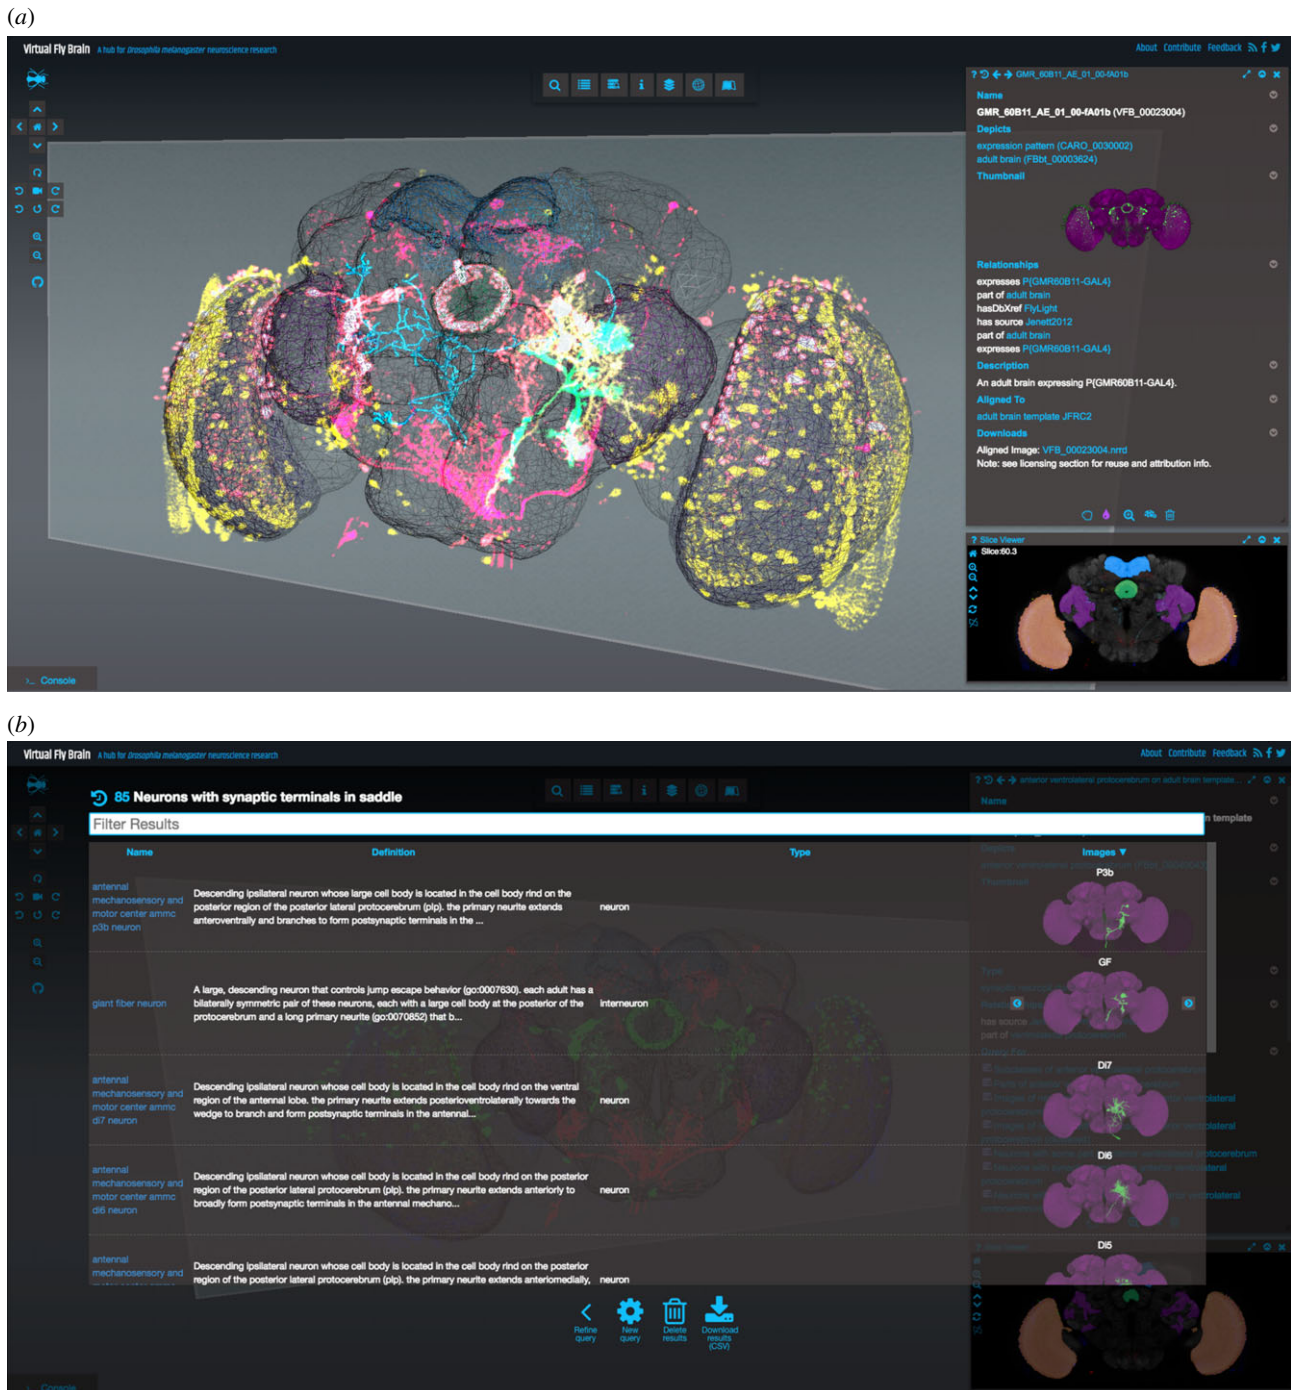 (a)
Virtual Fly Brain A hub for Drosophila melanogaster neuroscience research
About Contribute Feedback
GMR_60B11_AE_01_00-fA01b
Name
GMR_60B11_AE_01_00-fA01b (VFB_00023004)
Depicts
expression pattern (CARO_0030002)
adult brain (FBbt_00003624)
Thumbnail
Relationships
expresses P{GMR60B11-GAL4}
part of adult brain
hasDbXref FlyLight
has source Jenett2012
part of adult brain
expresses P{GMR60B11-GAL4}
Description
An adult brain expressing P{GMR60B11-GAL4}.
Aligned To
adult brain template JFRC2
Downloads
Aligned Image: VFB_00023004.nrrd
Note: see licensing section for reuse and attribution info.
? Slice Viewer
Slice:60.3
>_ Console
(b)
Virtual Fly Brain A hub for Drosophila melanogaster neuroscience research
About Contribute Feedback
anterior ventrolateral protocerebrum on adult brain template...
85 Neurons with synaptic terminals in saddle
Name
Filter Results
n template
Name Definition Type Images ▼
P3b
antennal
mechanosensory and
motor center ammc
p3b neuron
Descending ipsilateral neuron whose large cell body is located in the cell body rind on the
posterior region of the posterior lateral protocerebrum (plp). the primary neurite extends
anteroventrally and branches to form postsynaptic terminals in the ...
neuron
GF
giant fiber neuron
A large, descending neuron that controls jump escape behavior (go:0007630). each adult has a
bilaterally symmetric pair of these neurons, each with a large cell body at the posterior of the
protocerebrum and a long primary neurite (go:0070852) that b...
interneuron
DI7
antennal
mechanosensory and
motor center ammc
di7 neuron
Descending ipsilateral neuron whose cell body is located in the cell body rind on the ventral
region of the antennal lobe. the primary neurite extends posterioventrolaterally towards the
wedge to branch and form postsynaptic terminals in the antennal...
neuron
DI6
antennal
mechanosensory and
motor center ammc
di6 neuron
Descending ipsilateral neuron whose cell body is located in the cell body rind on the posterior
region of the posterior lateral protocerebrum (plp). the primary neurite extends anteriorly to
broadly form postsynaptic terminals in the antennal mechano...
neuron
DI5
antennal
mechanosensory and
Descending ipsilateral neuron whose cell body is located in the cell body rind on the posterior
region of the posterior lateral protocerebrum (plp). the primary neurite extends anteriomedially,
neuron
Refine
query
New
query
Delete
results
Download
results
(CSV)
Console